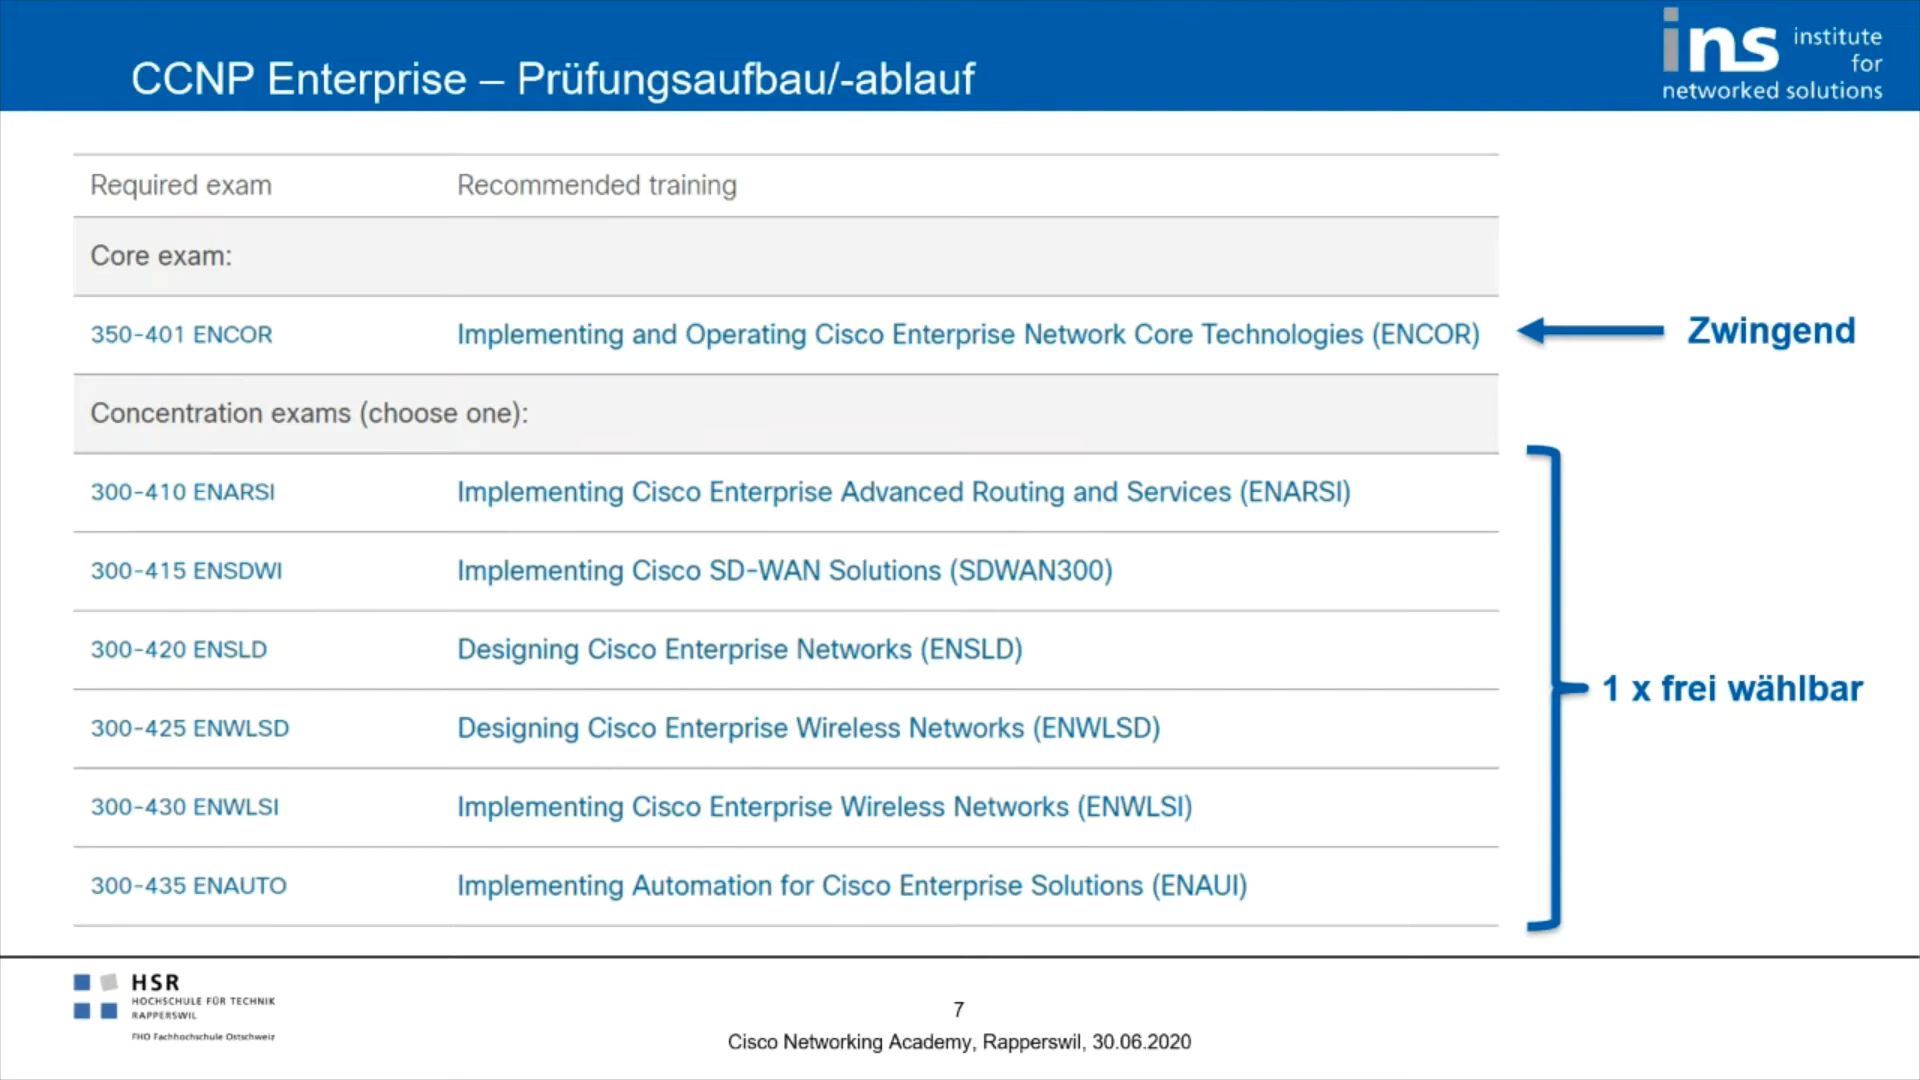 CCNP Enterprise – Prüfungsaufbau/-ablauf
ins institute
for
networked solutions
Required exam Recommended training
Core exam:
350-401 ENCOR Implementing and Operating Cisco Enterprise Network Core Technologies (ENCOR)
Zwingend
Concentration exams (choose one):
300-410 ENARSI Implementing Cisco Enterprise Advanced Routing and Services (ENARSI)
300-415 ENSDWI Implementing Cisco SD-WAN Solutions (SDWAN300)
300-420 ENSLD Designing Cisco Enterprise Networks (ENSLD)
300-425 ENWLSD Designing Cisco Enterprise Wireless Networks (ENWLSD)
300-430 ENWLSI Implementing Cisco Enterprise Wireless Networks (ENWLSI)
300-435 ENAUTO Implementing Automation for Cisco Enterprise Solutions (ENAUI)
1 x frei wählbar
HSR
HOCHSCHULE FÜR TECHNIK
RAPPERSWIL
FHO Fachhochschule Ostschweiz
7
Cisco Networking Academy, Rapperswil, 30.06.2020